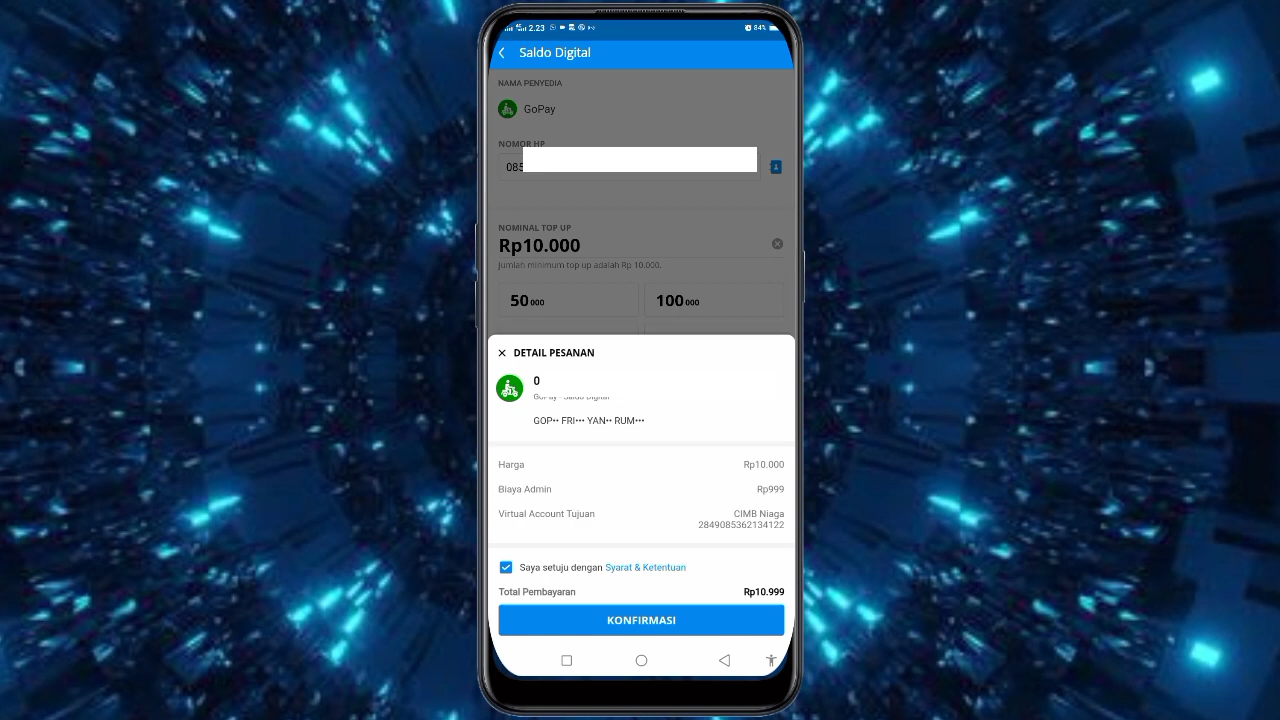 2.23
84%
Saldo Digital
NAMA PENYEDIA
GoPay
NOMOR HP
085
NOMINAL TOP UP
Rp10.000
Jumlah minimum top up adalah Rp 10.000.
50 000
100 000
DETAIL PESANAN
0
GoPay - Saldo Digital
GOP•• FRI••• YAN•• RUM•••
Harga Rp10.000
Biaya Admin Rp999
Virtual Account Tujuan CIMB Niaga
2849085362134122
Saya setuju dengan Syarat & Ketentuan
Total Pembayaran Rp10.999
KONFIRMASI